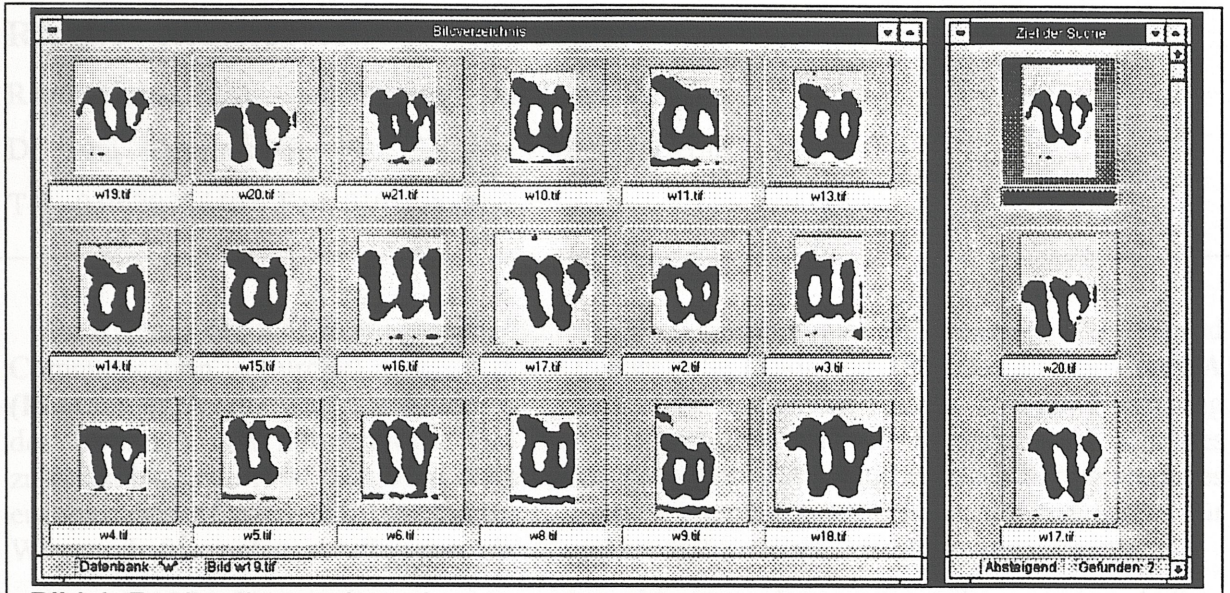 Bildverzeichnis
w19.tif w20.tif w21.tif w10.tif w11.tif w13.tif
w14.tif w15.tif w16.tif w17.tif w2.tif w3.tif
w4.tif w5.tif w6.tif w8.tif w9.tif w18.tif
Datenbank "w" Bild w19.tif
Ziel der Suche
w20.tif
w17.tif
Absteigend Gefunden: 2